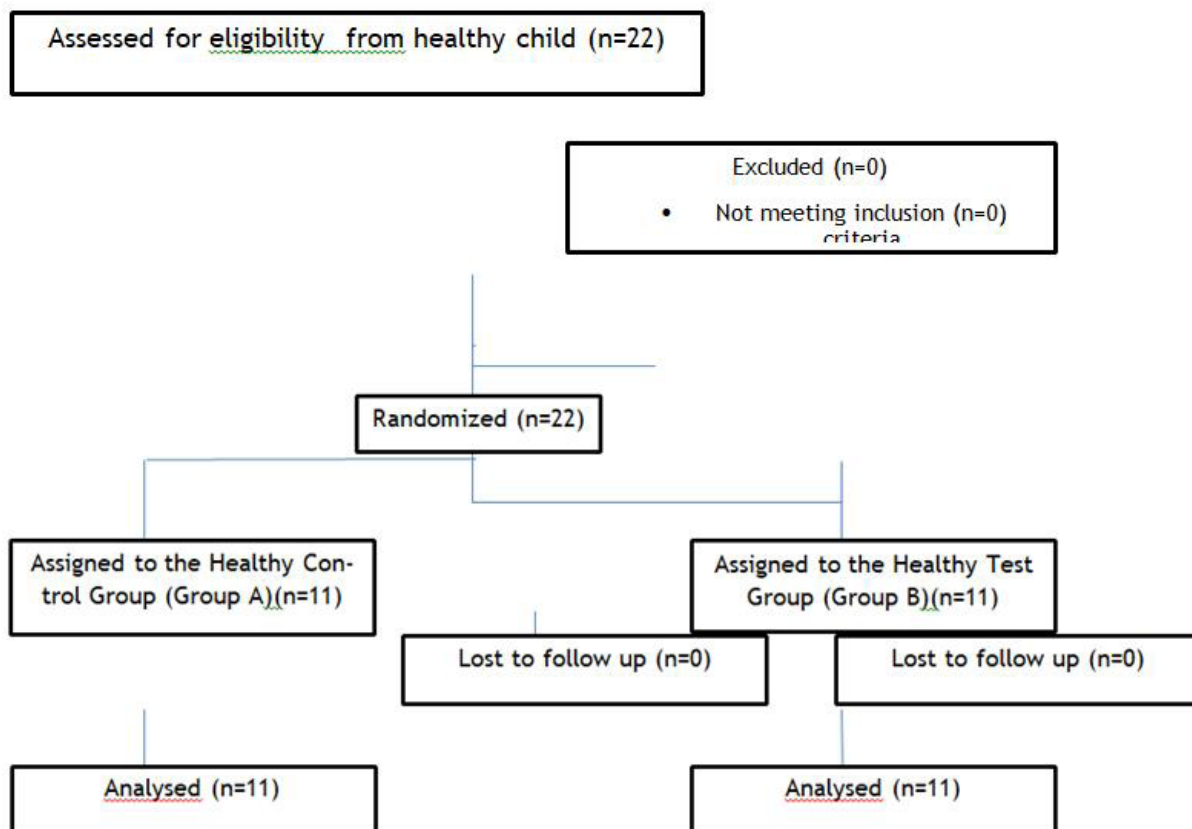 Assessed for eligibility from healthy child (n=22)
Excluded (n=0)
• Not meeting inclusion (n=0)
criteria
Randomized (n=22)
Assigned to the Healthy Con-
trol Group (Group A)(n=11)
Assigned to the Healthy Test
Group (Group B)(n=11)
Lost to follow up (n=0)
Lost to follow up (n=0)
Analysed (n=11)
Analysed (n=11)